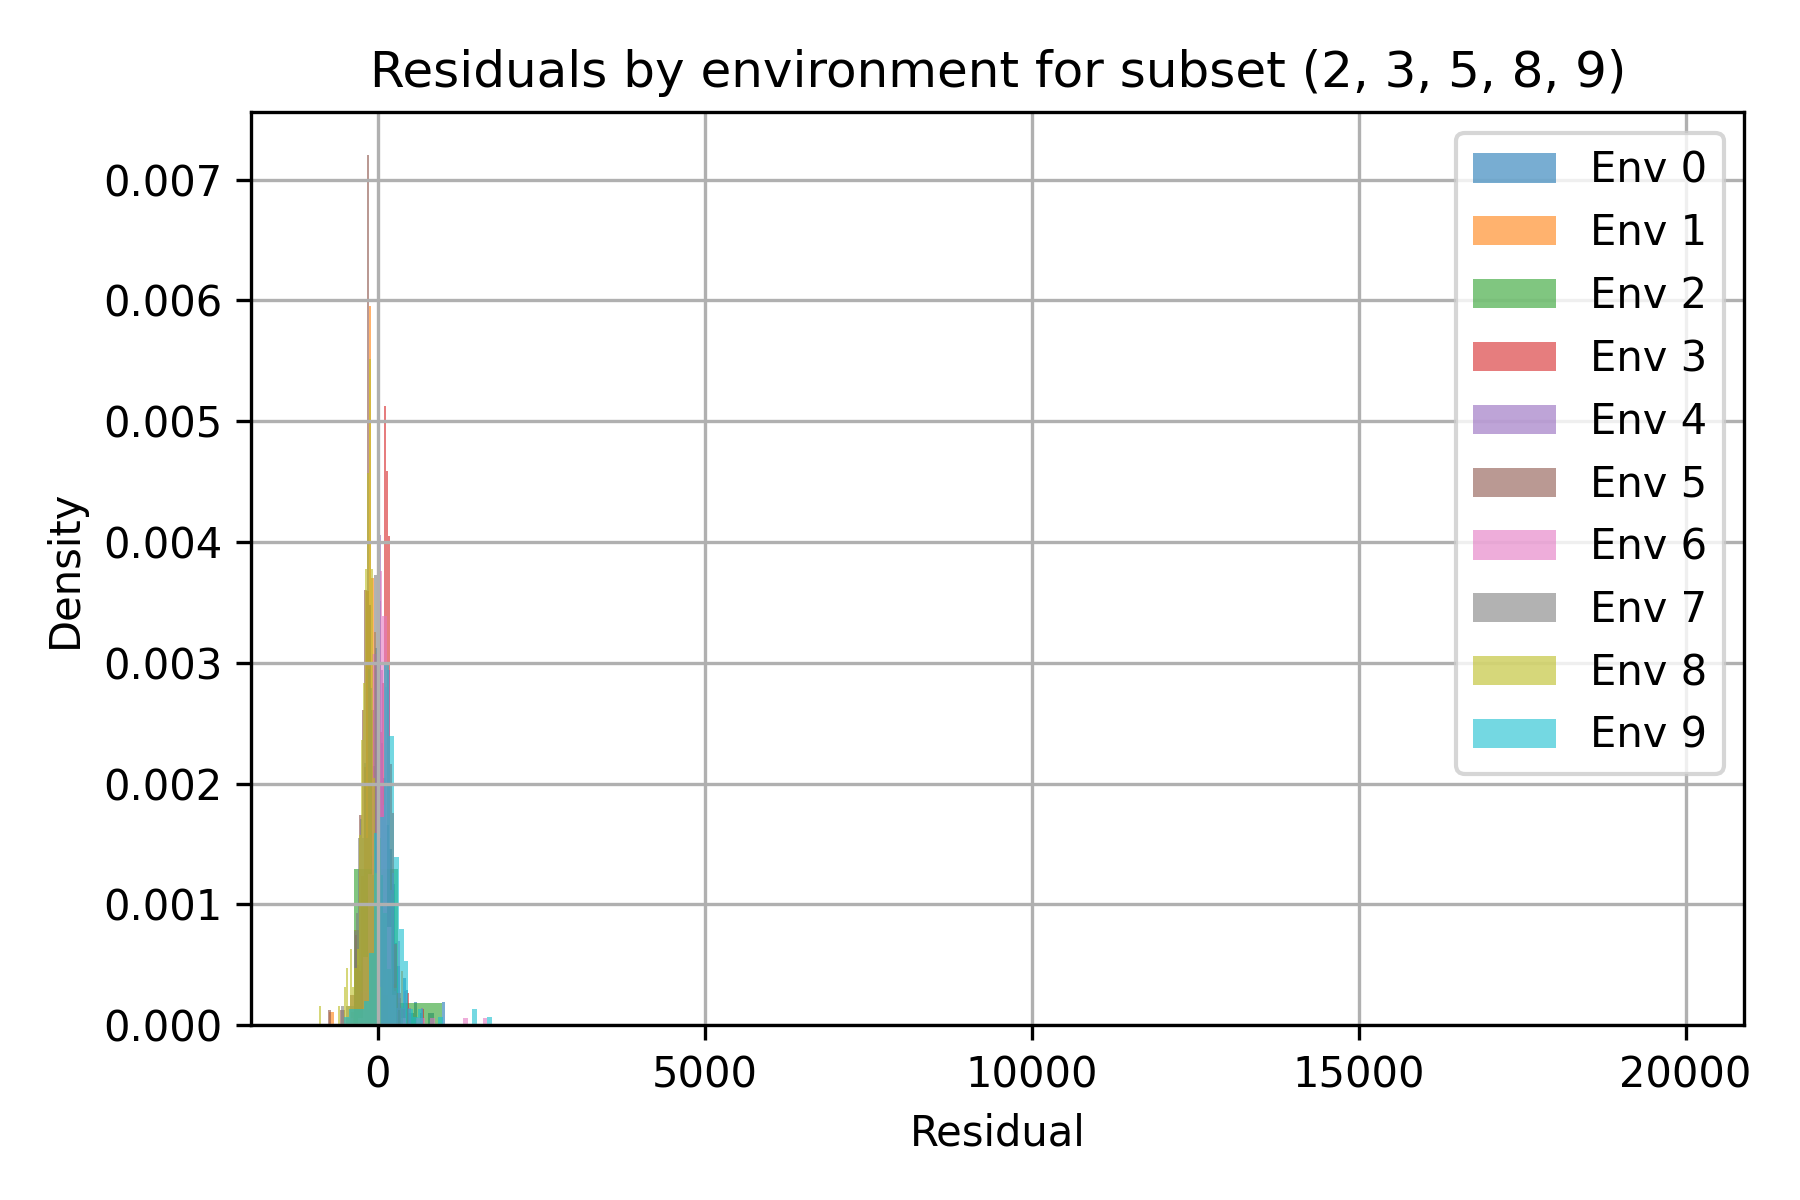 Residuals by environment for subset (2, 3, 5, 8, 9)
0.007
0.006
0.005
0.004
0.003
0.002
0.001
0.000
Density
0
5000
10000
15000
20000
Residual
Env 0
Env 1
Env 2
Env 3
Env 4
Env 5
Env 6
Env 7
Env 8
Env 9